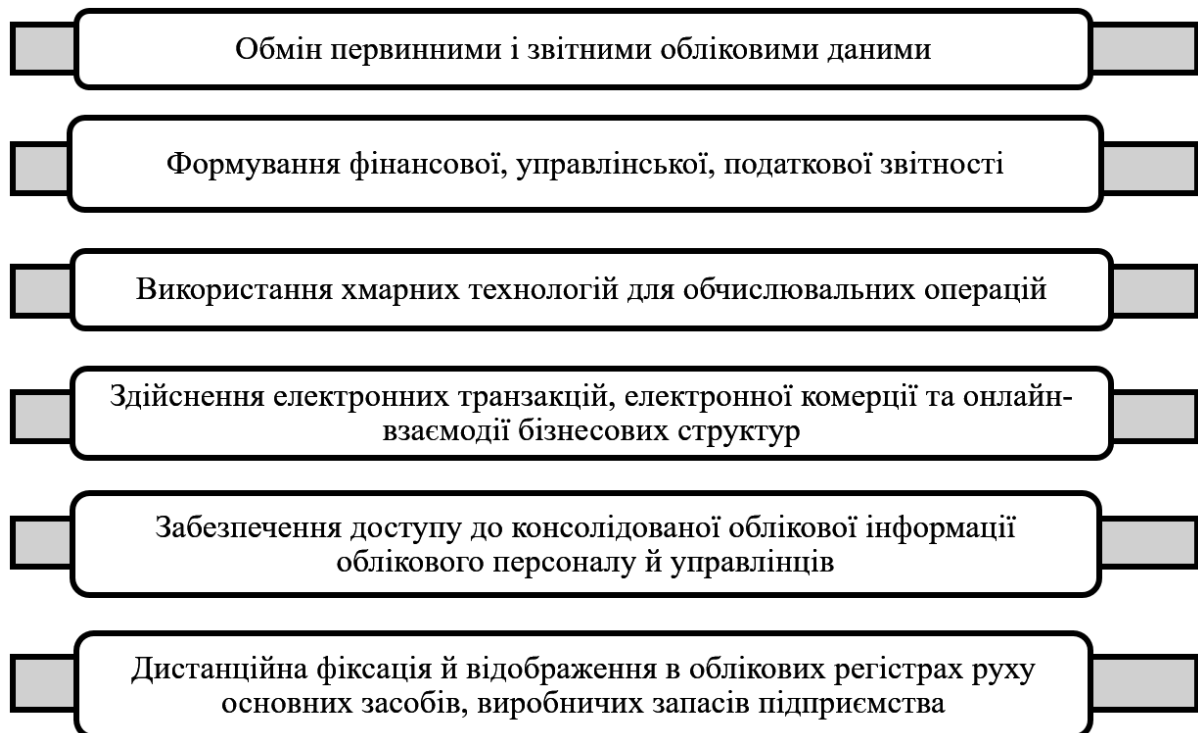 Обмін первинними і звітними обліковими даними
Формування фінансової, управлінської, податкової звітності
Використання хмарних технологій для обчислювальних операцій
Здійснення електронних транзакцій, електронної комерції та онлайн-
взаємодії бізнесових структур
Забезпечення доступу до консолідованої облікової інформації
облікового персоналу й управлінців
Дистанційна фіксація й відображення в облікових регістрах руху
основних засобів, виробничих запасів підприємства